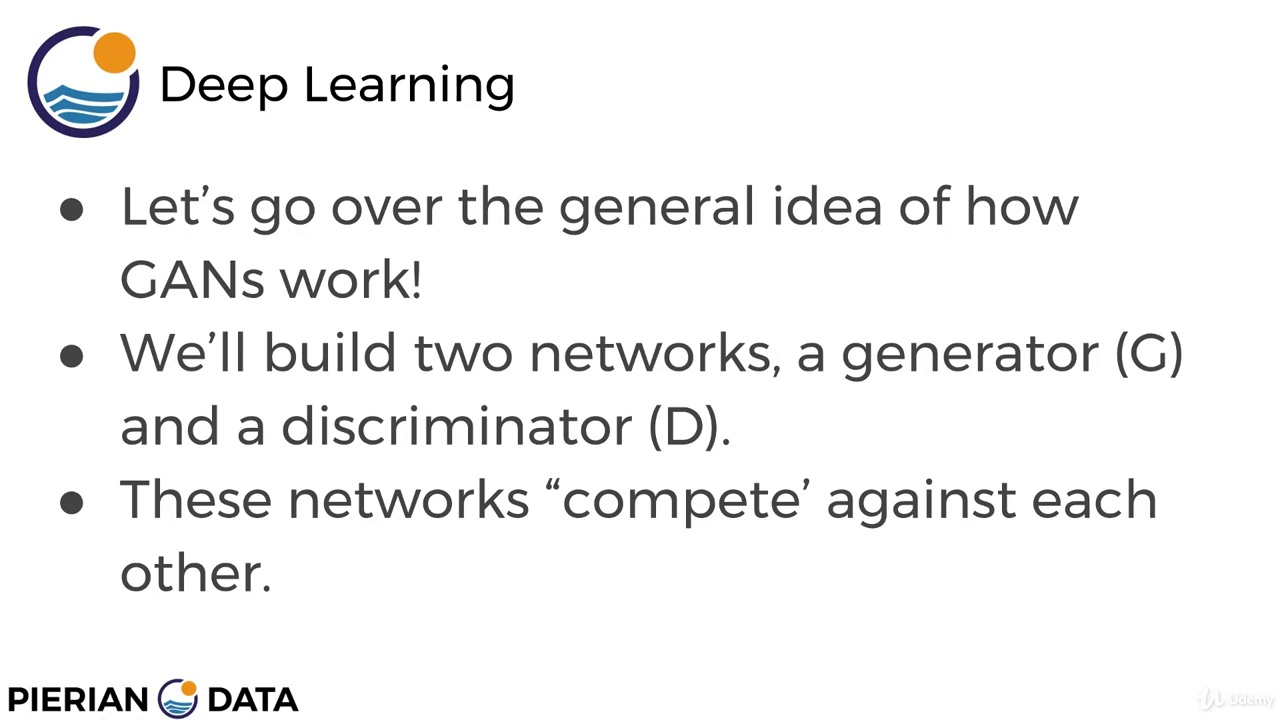 Deep Learning
● Let’s go over the general idea of how
GANs work!
● We’ll build two networks, a generator (G)
and a discriminator (D).
● These networks “compete’ against each
other.
PIERIAN DATA
Udemy